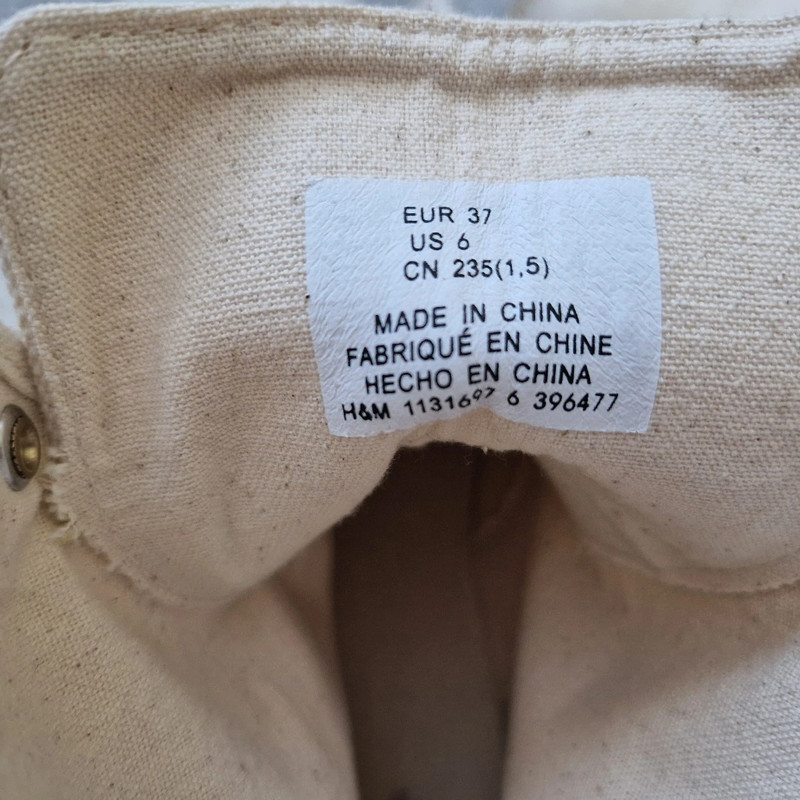 EUR 37
US 6
CN 235(1,5)
MADE IN CHINA
FABRIQUÉ EN CHINE
HECHO EN CHINA
H&M 1131697 6 396477